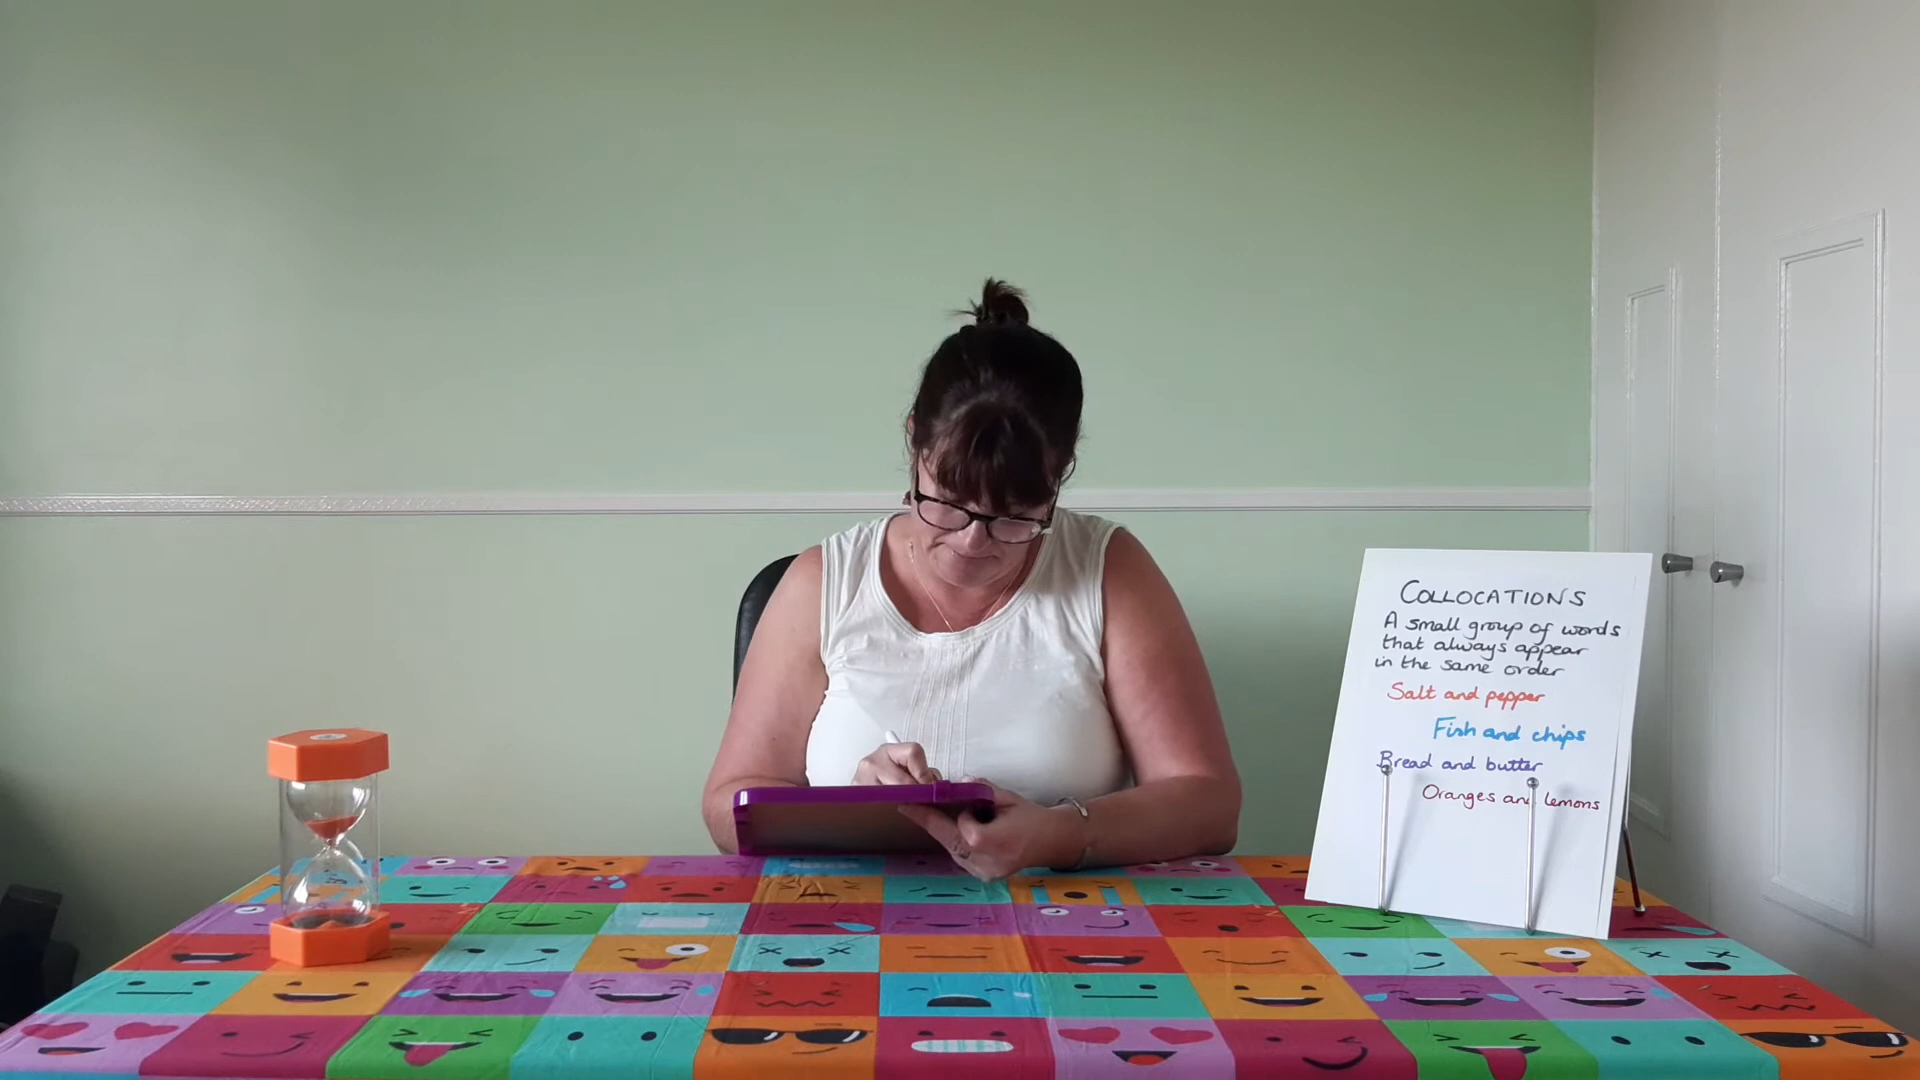 COLLOCATIONS
A small group of words
that always appear
in the same order
Salt and pepper
Fish and chips
Bread and butter
Oranges and lemons